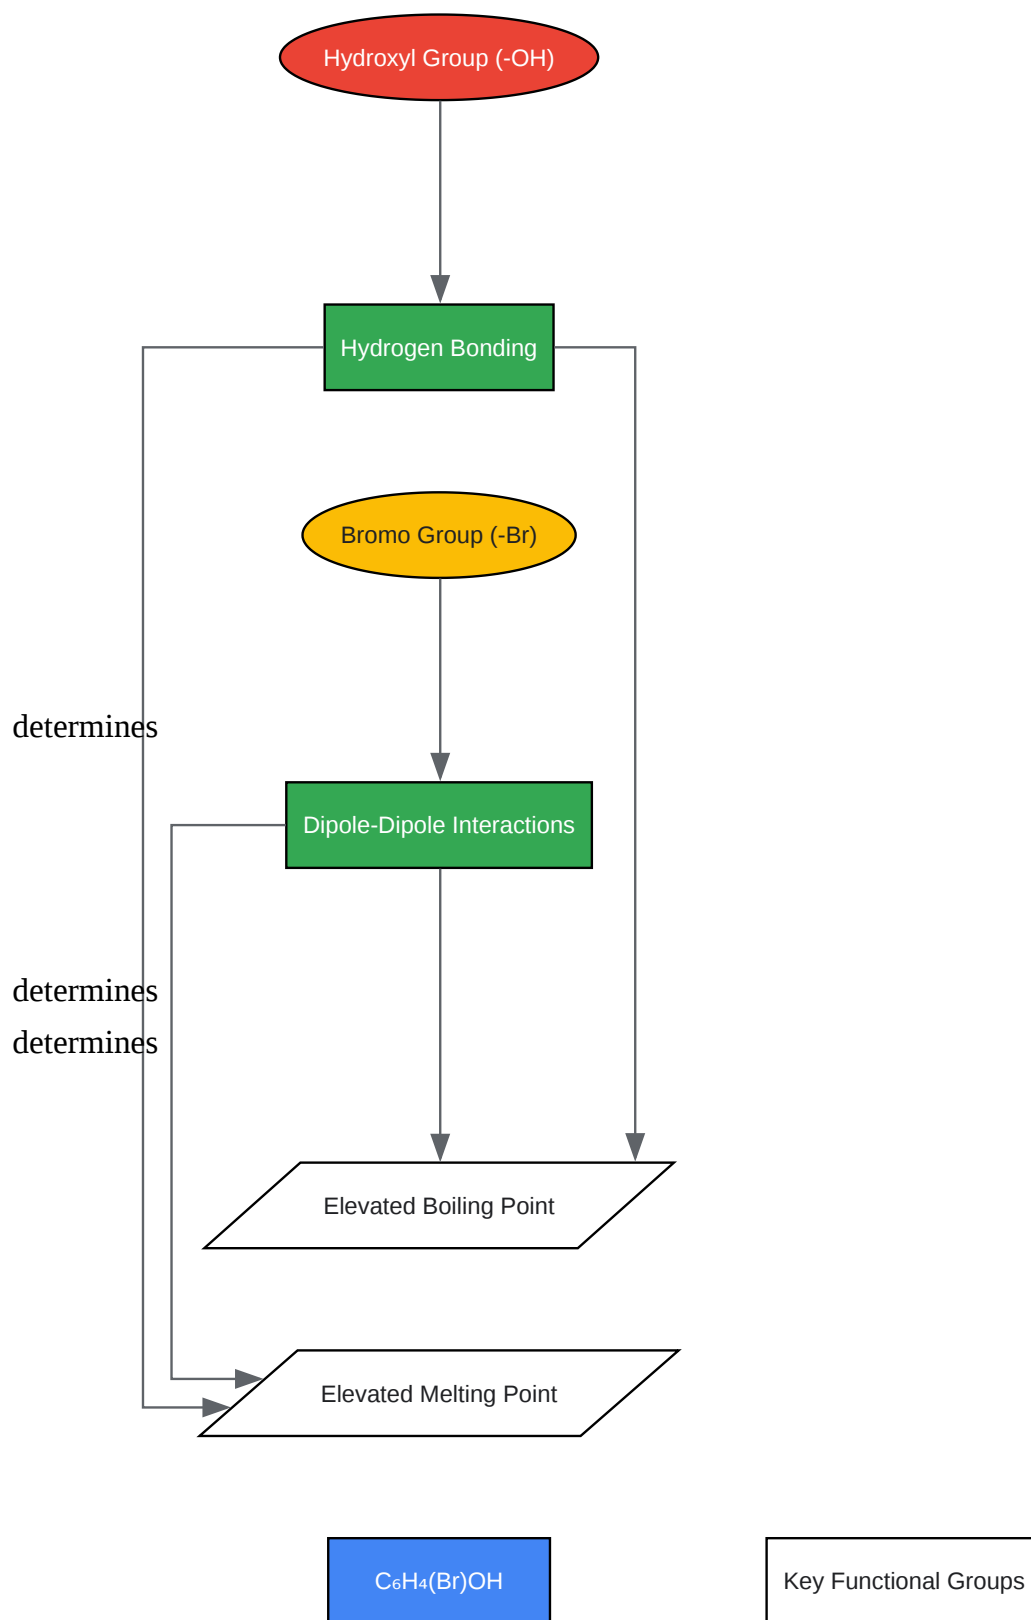 Hydroxyl Group (-OH)
Hydrogen Bonding
Bromo Group (-Br)
determines
Dipole-Dipole Interactions
determines
determines
Elevated Boiling Point
Elevated Melting Point
C₆H₄(Br)OH
Key Functional Groups